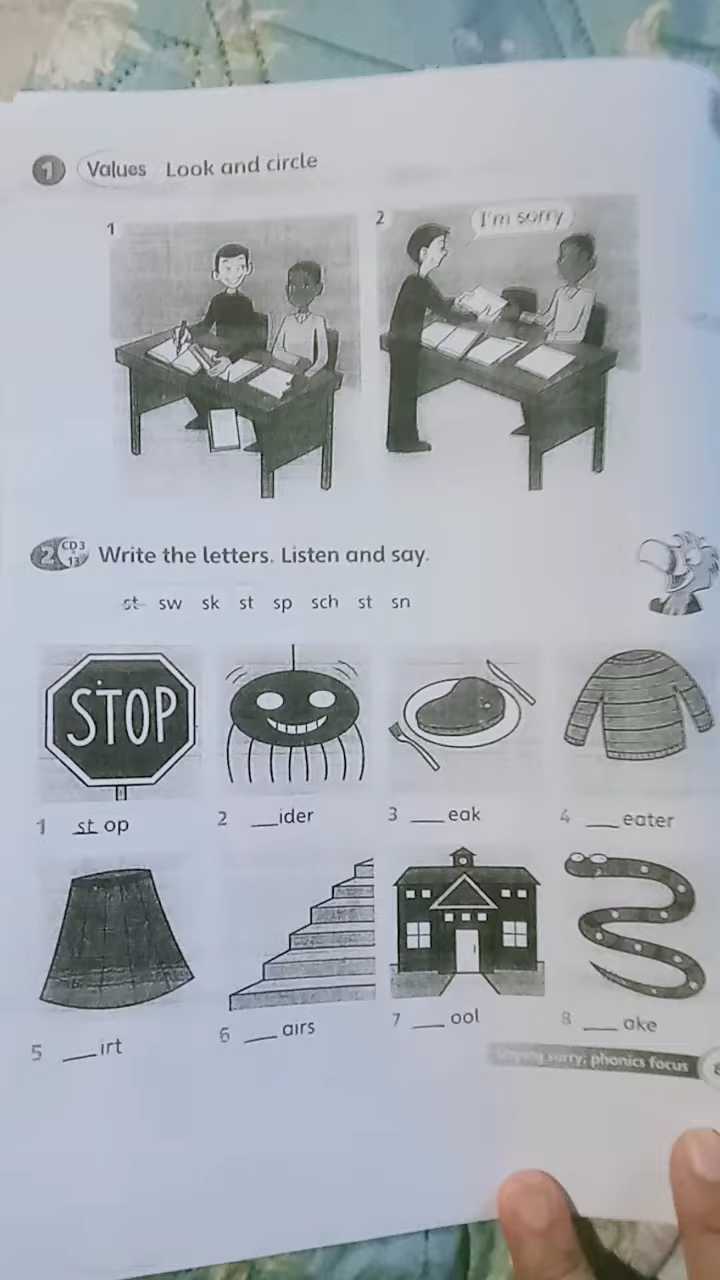 1 Values Look and circle
1
2
I'm sorry
2 CD3 13 Write the letters. Listen and say.
st sw sk st sp sch st sn
STOP
1 st op
2 __ider
3 __eak
4 __eater
5 __irt
6 __airs
7 __ool
8 __ake
Saying sorry; phonics focus